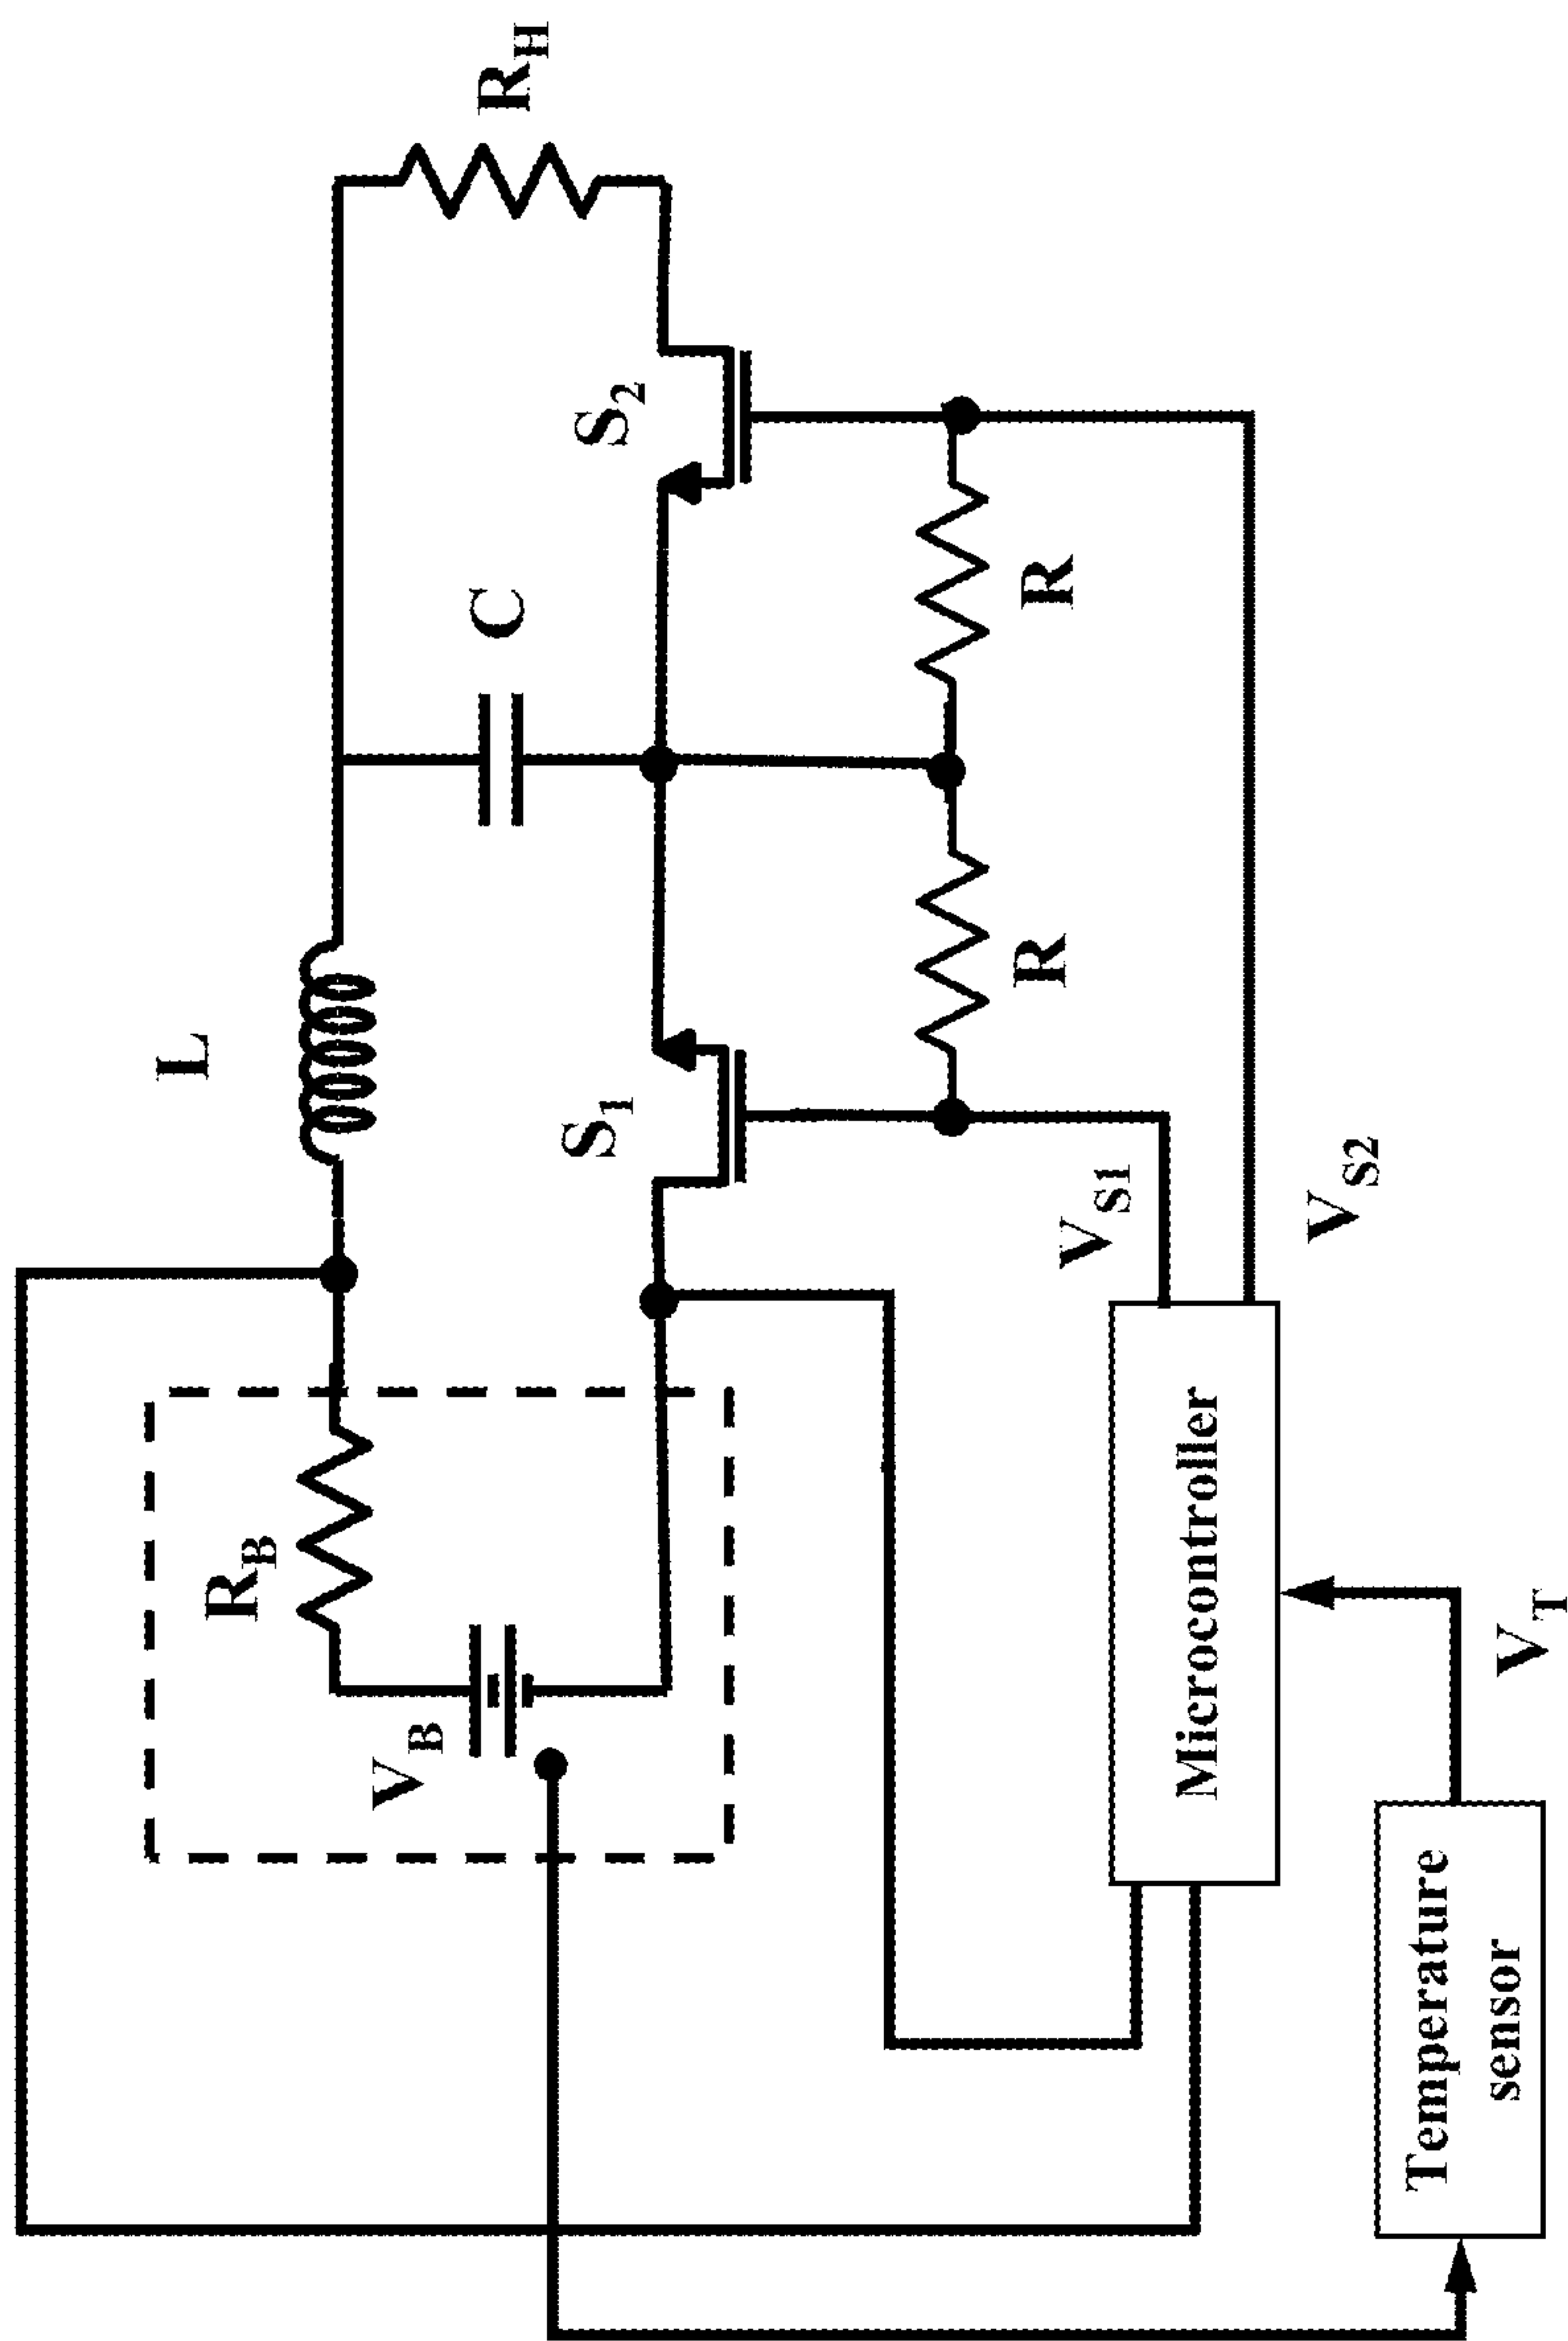 R_H
S_2
C
R
L
S_1
R
V_S1
V_S2
R_B
V_B
Microcontroller
V_T
Temperature
sensor